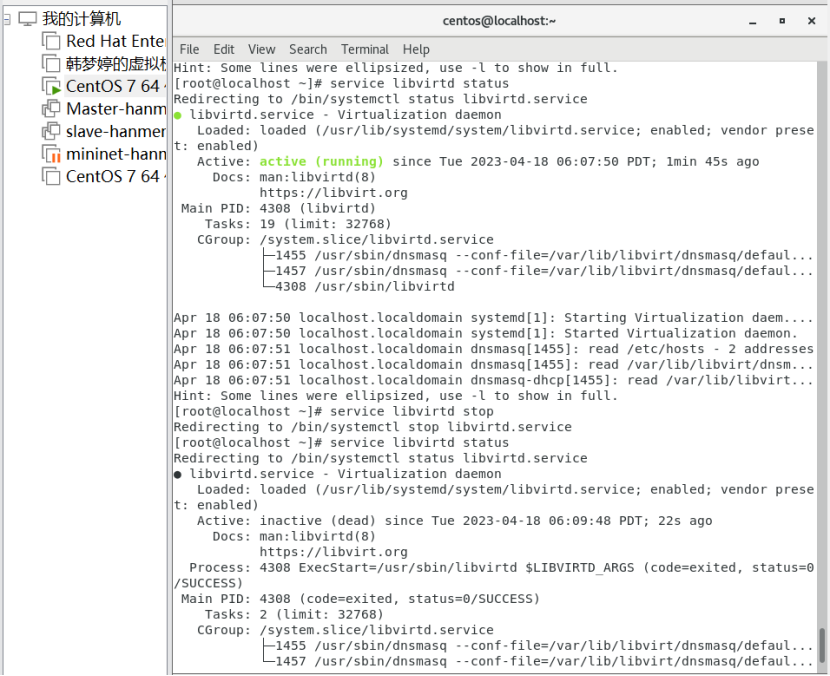 我的计算机
Red Hat Ente
韩梦婷的虚拟机
CentOS 7 64
Master-hanm
slave-hanmer
mininet-hann
CentOS 7 64
centos@localhost:~
File Edit View Search Terminal Help
Hint: Some lines were ellipsized, use -l to show in full.
[root@localhost ~]# service libvirtd status
Redirecting to /bin/systemctl status libvirtd.service
● libvirtd.service - Virtualization daemon
Loaded: loaded (/usr/lib/systemd/system/libvirtd.service; enabled; vendor prese
t: enabled)
Active: active (running) since Tue 2023-04-18 06:07:50 PDT; 1min 45s ago
Docs: man:libvirtd(8)
https://libvirt.org
Main PID: 4308 (libvirtd)
Tasks: 19 (limit: 32768)
CGroup: /system.slice/libvirtd.service
├─1455 /usr/sbin/dnsmasq --conf-file=/var/lib/libvirt/dnsmasq/defaul...
├─1457 /usr/sbin/dnsmasq --conf-file=/var/lib/libvirt/dnsmasq/defaul...
└─4308 /usr/sbin/libvirtd
Apr 18 06:07:50 localhost.localdomain systemd[1]: Starting Virtualization daem....
Apr 18 06:07:50 localhost.localdomain systemd[1]: Started Virtualization daemon.
Apr 18 06:07:51 localhost.localdomain dnsmasq[1455]: read /etc/hosts - 2 addresses
Apr 18 06:07:51 localhost.localdomain dnsmasq[1455]: read /var/lib/libvirt/dnsm...
Apr 18 06:07:51 localhost.localdomain dnsmasq-dhcp[1455]: read /var/lib/libvirt...
Hint: Some lines were ellipsized, use -l to show in full.
[root@localhost ~]# service libvirtd stop
Redirecting to /bin/systemctl stop libvirtd.service
[root@localhost ~]# service libvirtd status
Redirecting to /bin/systemctl status libvirtd.service
● libvirtd.service - Virtualization daemon
Loaded: loaded (/usr/lib/systemd/system/libvirtd.service; enabled; vendor prese
t: enabled)
Active: inactive (dead) since Tue 2023-04-18 06:09:48 PDT; 22s ago
Docs: man:libvirtd(8)
https://libvirt.org
Process: 4308 ExecStart=/usr/sbin/libvirtd $LIBVIRTD_ARGS (code=exited, status=0
/SUCCESS)
Main PID: 4308 (code=exited, status=0/SUCCESS)
Tasks: 2 (limit: 32768)
CGroup: /system.slice/libvirtd.service
├─1455 /usr/sbin/dnsmasq --conf-file=/var/lib/libvirt/dnsmasq/defaul...
└─1457 /usr/sbin/dnsmasq --conf-file=/var/lib/libvirt/dnsmasq/defaul...